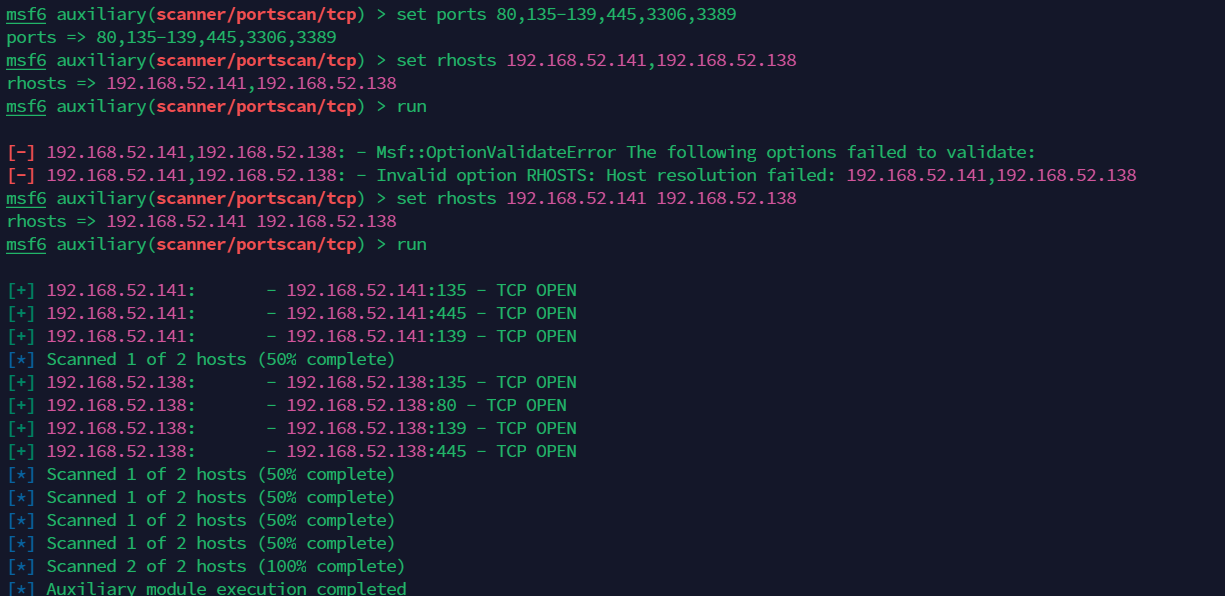 msf6 auxiliary(scanner/portscan/tcp) > set ports 80,135-139,445,3306,3389
ports => 80,135-139,445,3306,3389
msf6 auxiliary(scanner/portscan/tcp) > set rhosts 192.168.52.141,192.168.52.138
rhosts => 192.168.52.141,192.168.52.138
msf6 auxiliary(scanner/portscan/tcp) > run
[-] 192.168.52.141,192.168.52.138: - Msf::OptionValidateError The following options failed to validate:
[-] 192.168.52.141,192.168.52.138: - Invalid option RHOSTS: Host resolution failed: 192.168.52.141,192.168.52.138
msf6 auxiliary(scanner/portscan/tcp) > set rhosts 192.168.52.141 192.168.52.138
rhosts => 192.168.52.141 192.168.52.138
msf6 auxiliary(scanner/portscan/tcp) > run
[+] 192.168.52.141:       - 192.168.52.141:135 - TCP OPEN
[+] 192.168.52.141:       - 192.168.52.141:445 - TCP OPEN
[+] 192.168.52.141:       - 192.168.52.141:139 - TCP OPEN
[*] Scanned 1 of 2 hosts (50% complete)
[+] 192.168.52.138:       - 192.168.52.138:135 - TCP OPEN
[+] 192.168.52.138:       - 192.168.52.138:80 - TCP OPEN
[+] 192.168.52.138:       - 192.168.52.138:139 - TCP OPEN
[+] 192.168.52.138:       - 192.168.52.138:445 - TCP OPEN
[*] Scanned 1 of 2 hosts (50% complete)
[*] Scanned 1 of 2 hosts (50% complete)
[*] Scanned 1 of 2 hosts (50% complete)
[*] Scanned 1 of 2 hosts (50% complete)
[*] Scanned 2 of 2 hosts (100% complete)
[*] Auxiliary module execution completed